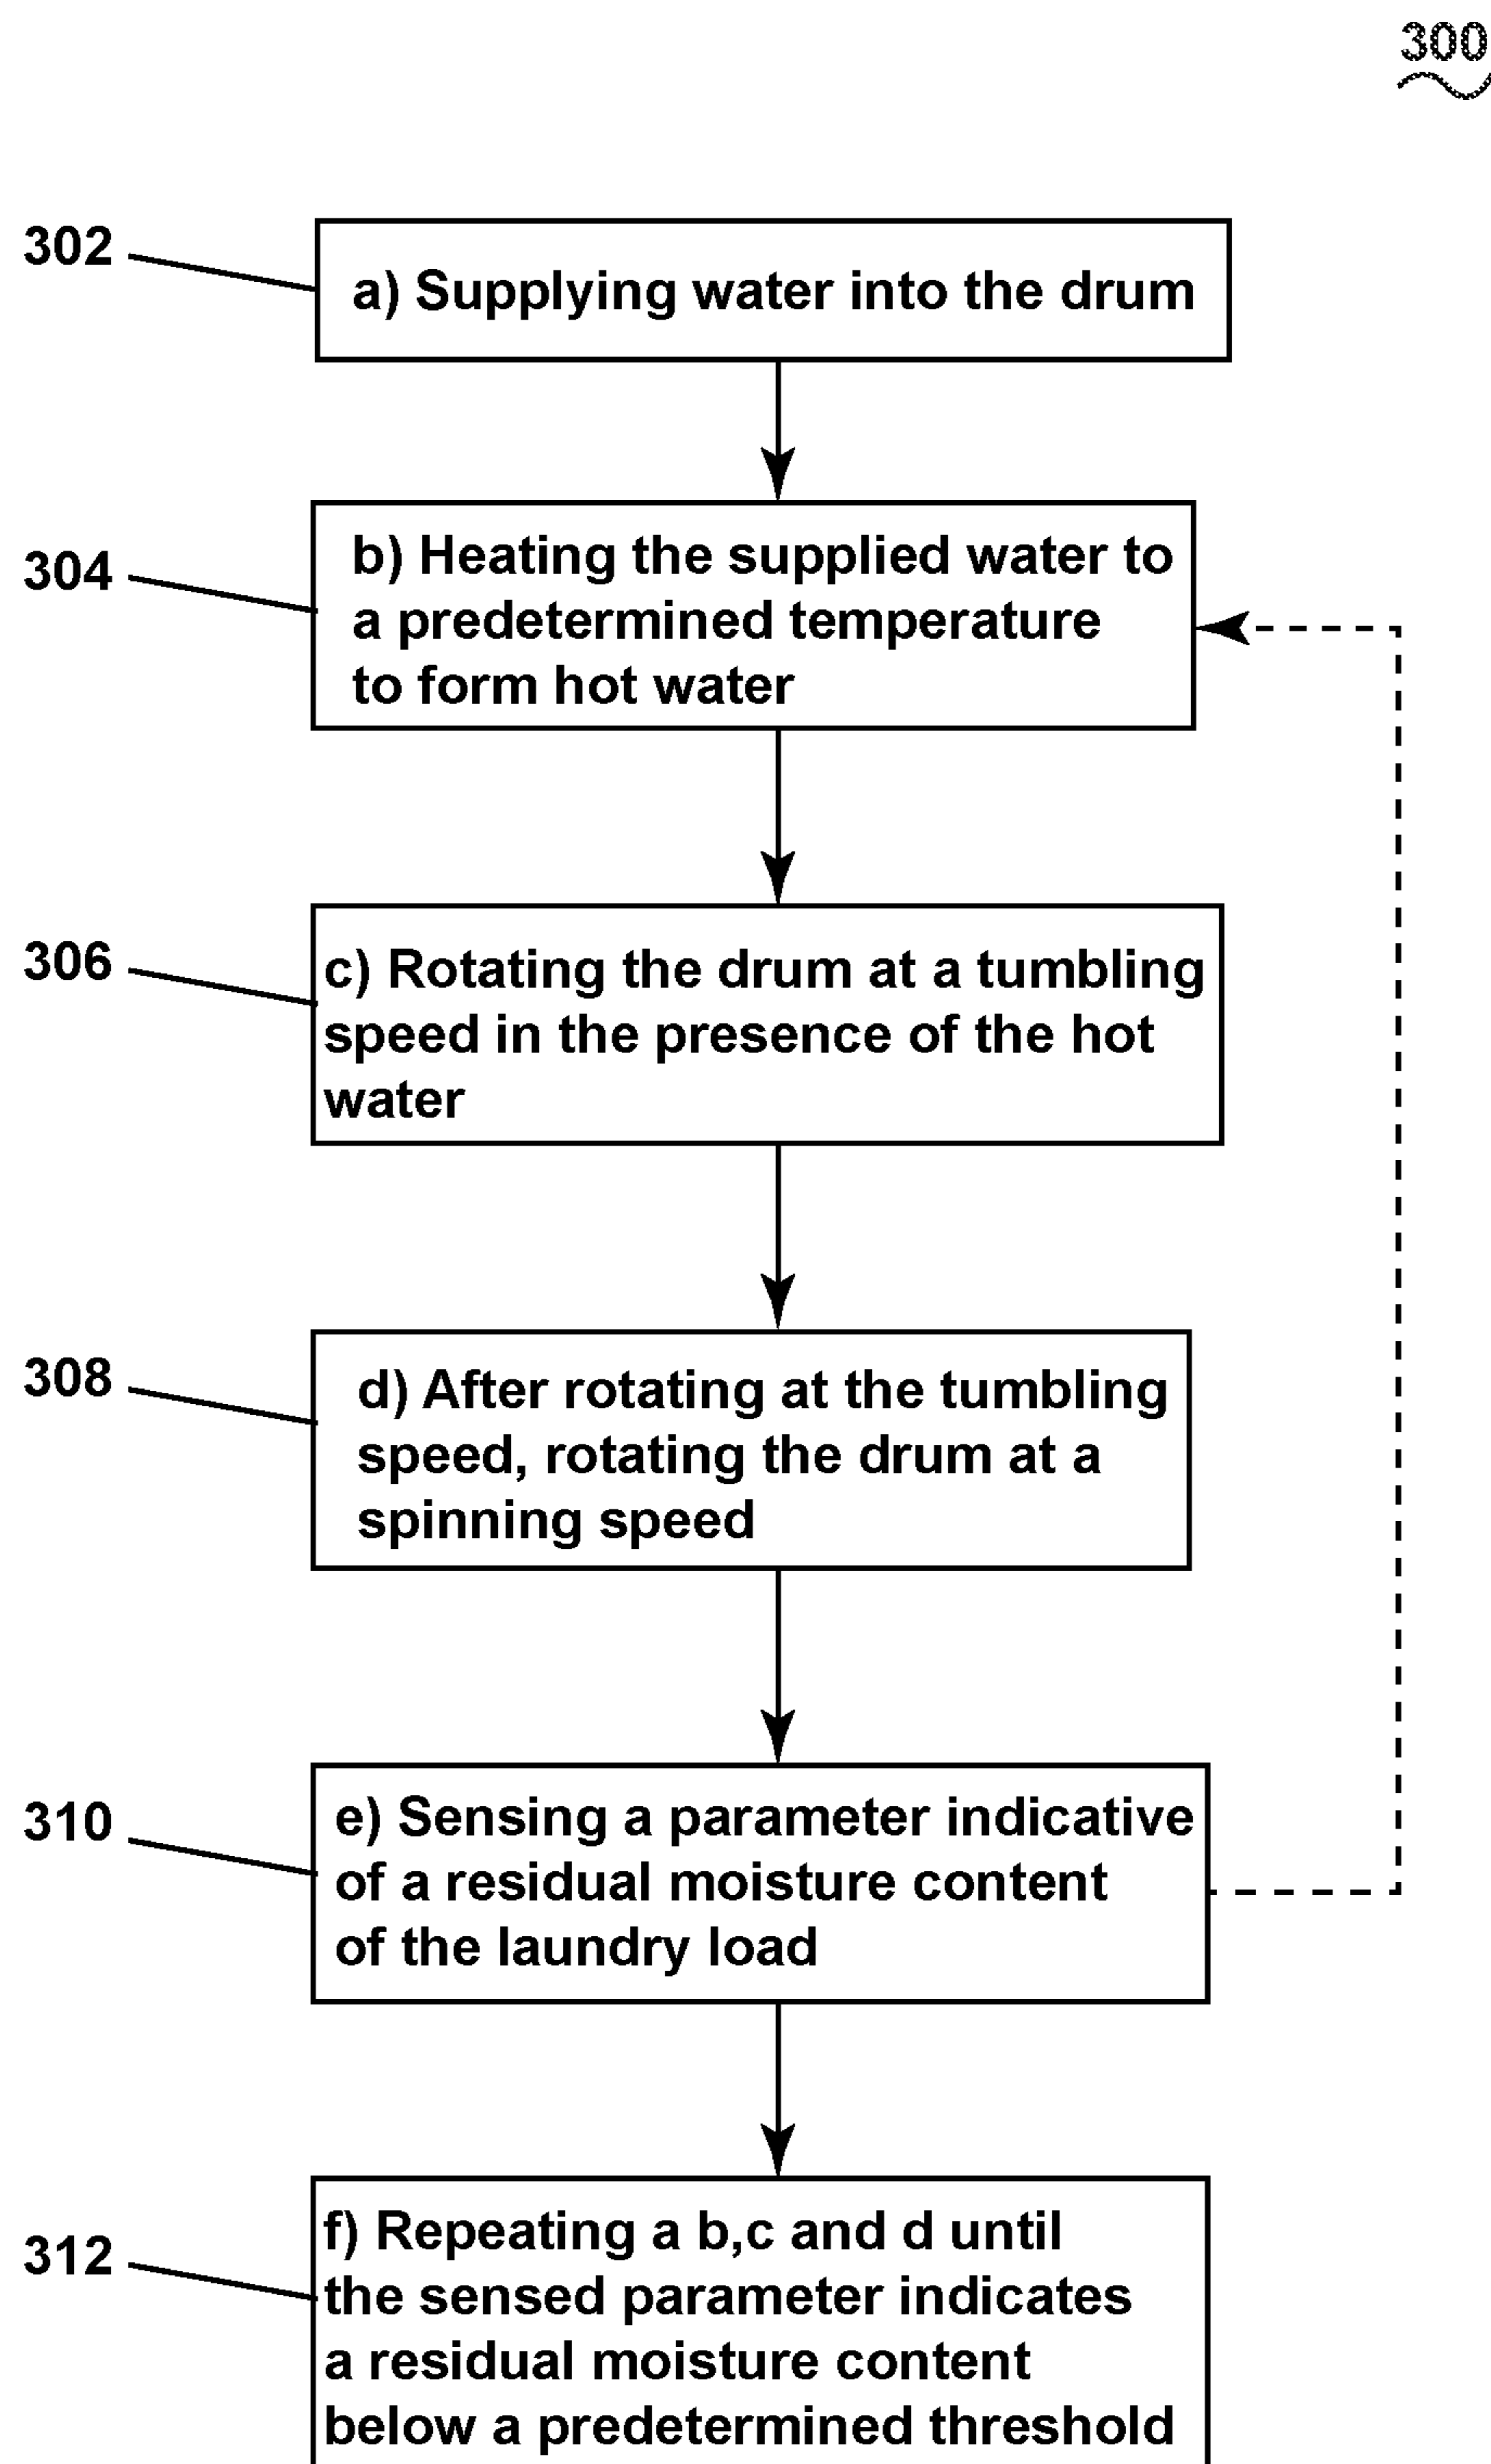 300
302
a) Supplying water into the drum
304
b) Heating the supplied water to
a predetermined temperature
to form hot water
306
c) Rotating the drum at a tumbling
speed in the presence of the hot
water
308
d) After rotating at the tumbling
speed, rotating the drum at a
spinning speed
310
e) Sensing a parameter indicative
of a residual moisture content
of the laundry load
312
f) Repeating a b,c and d until
the sensed parameter indicates
a residual moisture content
below a predetermined threshold